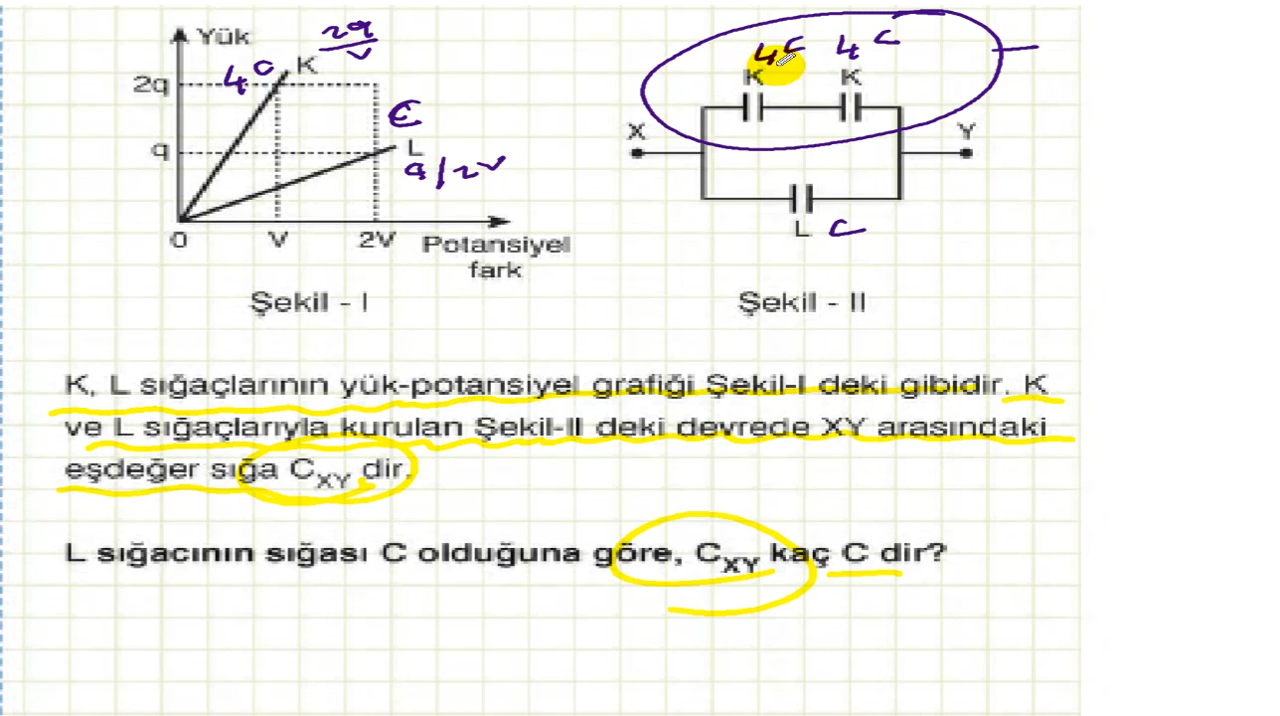 Yük
2q
K
2q/v
4C
q
C
L
q/2v
0
V
2V
Potansiyel
fark
Şekil - I
4C
4C
K
K
X
Y
L
C
Şekil - II
K, L sığaçlarının yük-potansiyel grafiği Şekil-I deki gibidir. K
ve L sığaçlarıyla kurulan Şekil-II deki devrede XY arasındaki
eşdeğer sığa CXY dir.
L sığacının sığası C olduğuna göre, CXY kaç C dir?